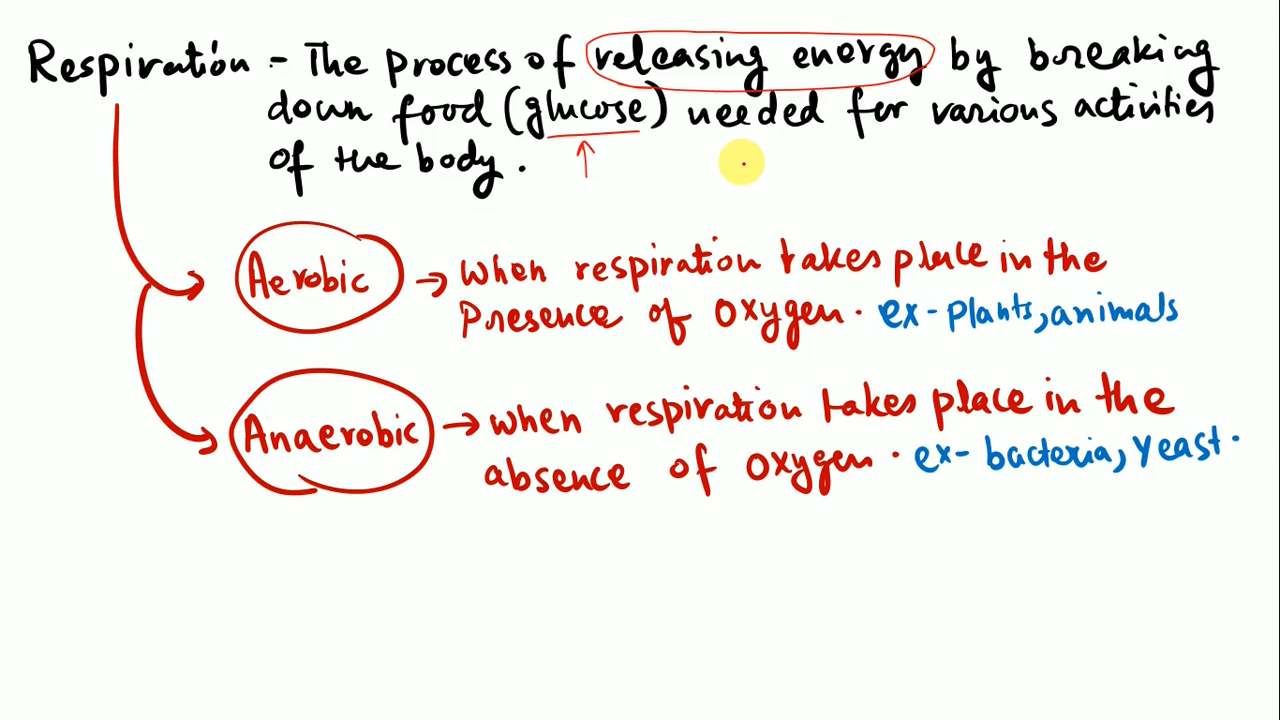 Respiration - The process of releasing energy by breaking
down food (glucose) needed for various activities
of the body.
Aerobic → When respiration takes place in the
Presence of oxygen. ex- plants, animals
Anaerobic → When respiration takes place in the
absence of oxygen. ex- bacteria, Yeast.